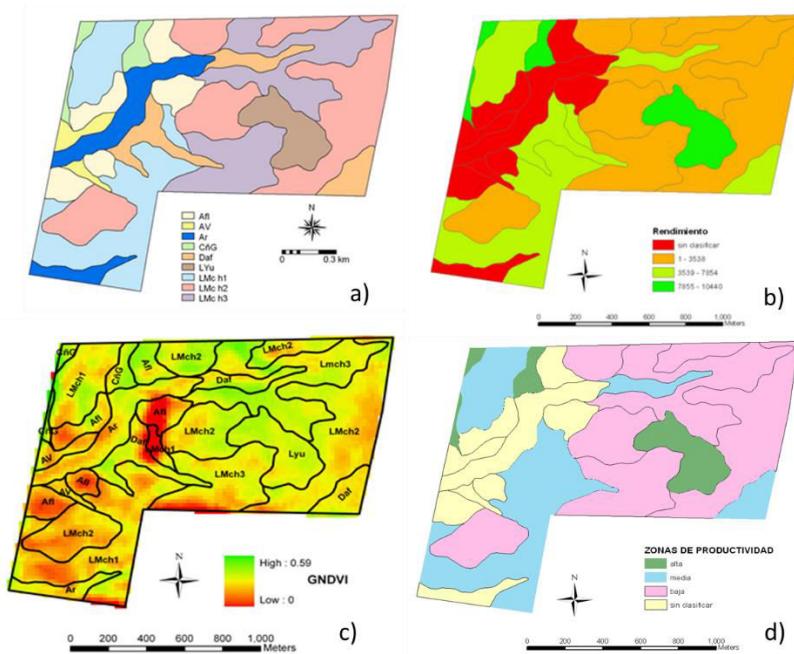 N
Afl
AV
Ar
CñG
Daf
LYu
LMc h1
LMc h2
LMc h3
0 0.3 km
a)
N
Rendimiento
sin clasificar
1 - 3538
3539 - 7854
7855 - 10440
0 200 400 600 800 1,000
Meters
b)
CñG
LMch1
CñG
Afl
LMch2
LMch2
Lmch3
Daf
Afl
Ar
CñG
AV
Afl
Daf
LMch1
LMch2
Lyu
LMch2
LMch3
Daf
AV
Afl
Afl
LMch2
LMch1
Ar
N
High : 0.59
GNDVI
Low : 0
0 200 400 600 800 1,000
Meters
c)
N
ZONAS DE PRODUCTIVIDAD
alta
media
baja
sin clasificar
0 200 400 600 800 1,000
Meters
d)